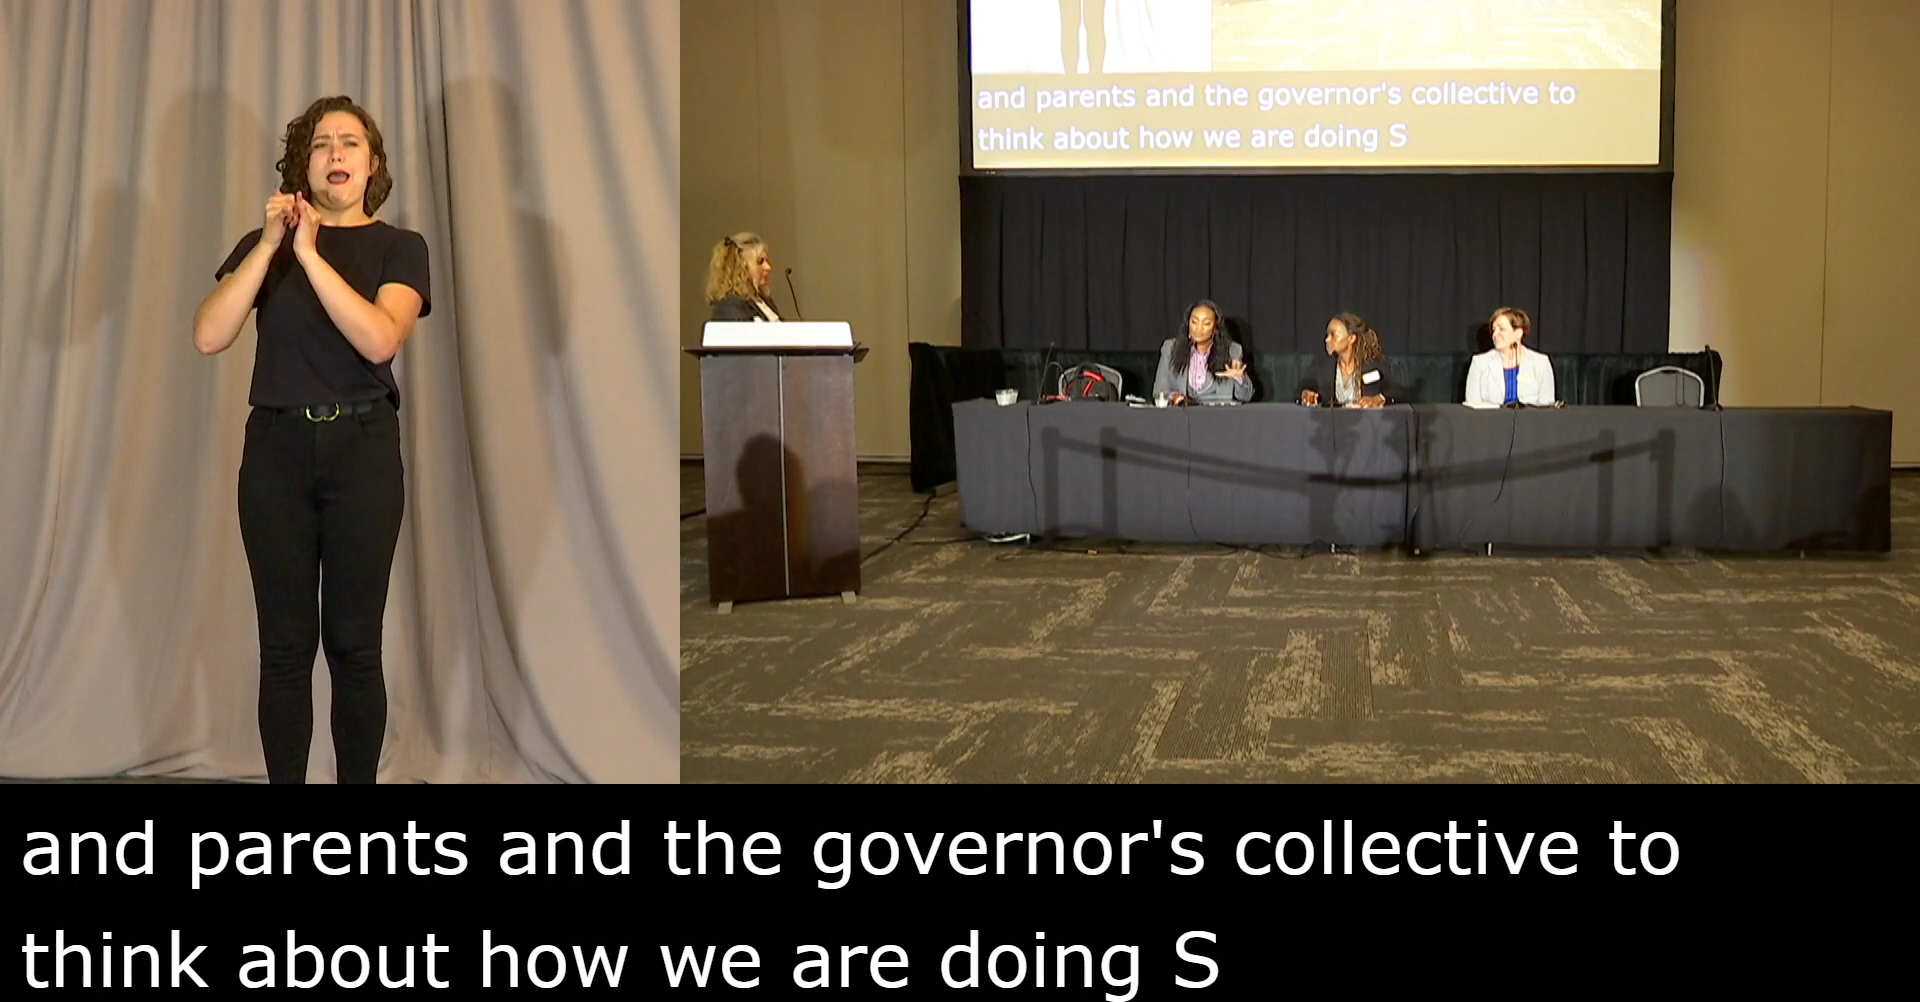 and parents and the governor's collective to
think about how we are doing S
and parents and the governor's collective to
think about how we are doing S